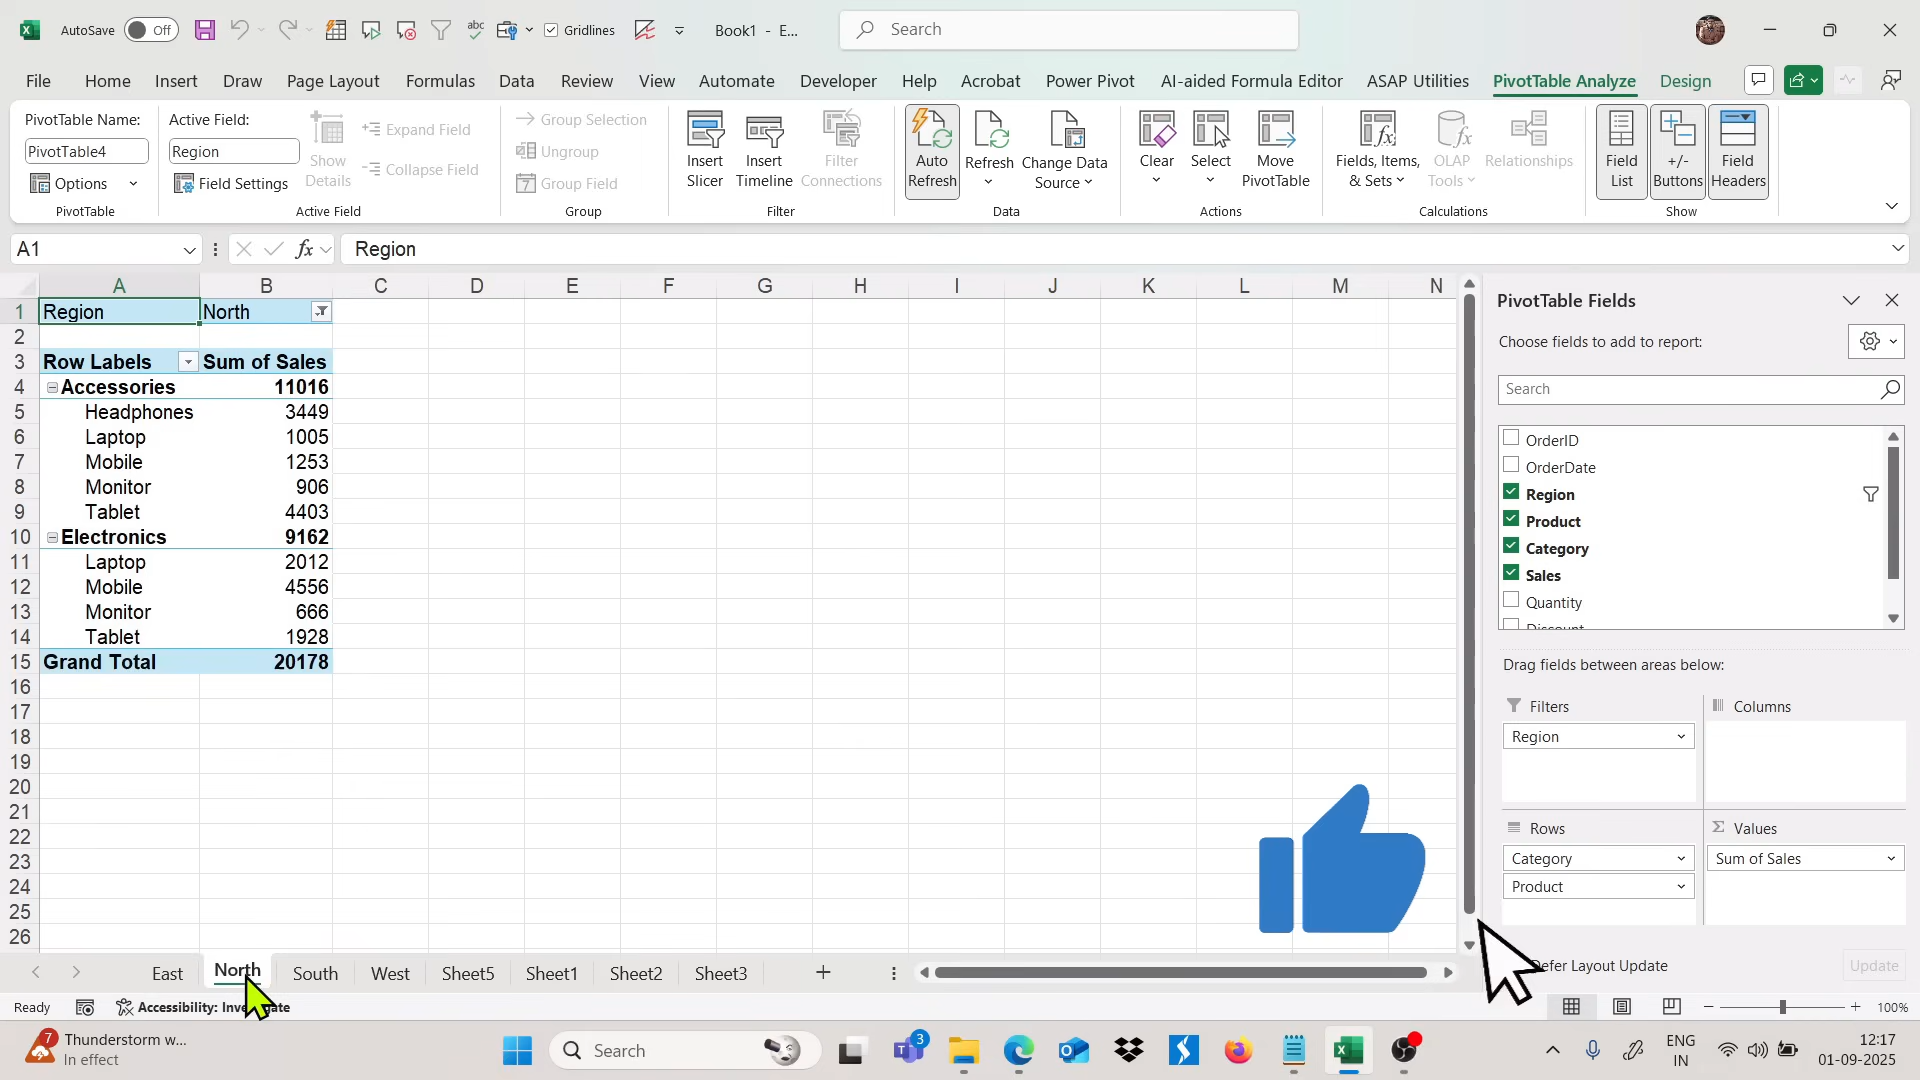 AutoSave Off Gridlines Book1 - E... Search
File Home Insert Draw Page Layout Formulas Data Review View Automate Developer Help Acrobat Power Pivot AI-aided Formula Editor ASAP Utilities PivotTable Analyze Design
PivotTable Name:
PivotTable4
Options
PivotTable
Active Field:
Region
Field Settings
Show Details
Expand Field
Collapse Field
Active Field
Group Selection
Ungroup
Group Field
Group
Insert Slicer
Insert Timeline
Filter Connections
Filter
Auto Refresh
Refresh
Change Data Source
Data
Clear
Select
Move PivotTable
Actions
Fields, Items, & Sets
OLAP Tools
Relationships
Calculations
Field List
+/- Buttons
Field Headers
Show
A1 fx Region
A B C D E F G H I J K L M N
1 Region North
2
3 Row Labels Sum of Sales
4 Accessories 11016
5 Headphones 3449
6 Laptop 1005
7 Mobile 1253
8 Monitor 906
9 Tablet 4403
10 Electronics 9162
11 Laptop 2012
12 Mobile 4556
13 Monitor 666
14 Tablet 1928
15 Grand Total 20178
16
17
18
19
20
21
22
23
24
25
26
PivotTable Fields
Choose fields to add to report:
Search
OrderID
OrderDate
Region
Product
Category
Sales
Quantity
Discount
Drag fields between areas below:
Filters
Region
Columns
Rows
Category
Product
Σ Values
Sum of Sales
Defer Layout Update Update
East North South West Sheet5 Sheet1 Sheet2 Sheet3
Ready Accessibility: Investigate 100%
7 Thunderstorm w...
In effect
Search
3
ENG
IN
12:17
01-09-2025